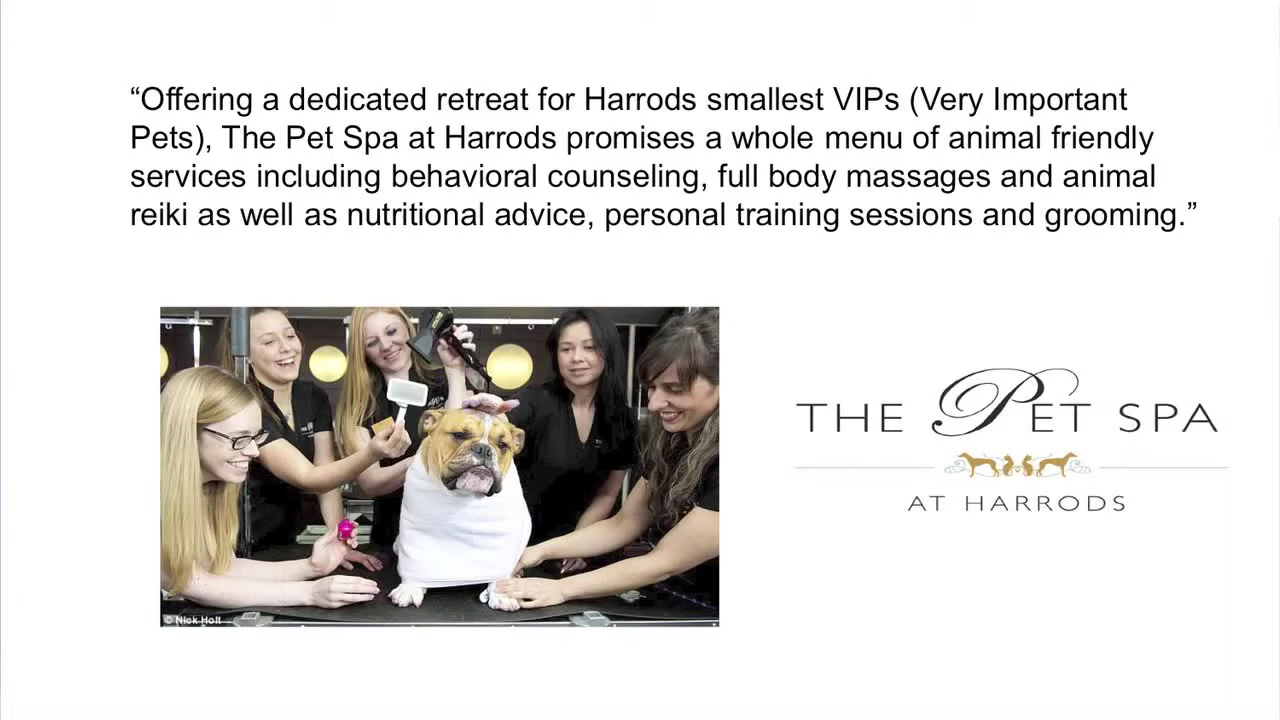 “Offering a dedicated retreat for Harrods smallest VIPs (Very Important
Pets), The Pet Spa at Harrods promises a whole menu of animal friendly
services including behavioral counseling, full body massages and animal
reiki as well as nutritional advice, personal training sessions and grooming.”
THE PET SPA
AT HARRODS
© Nick Holt